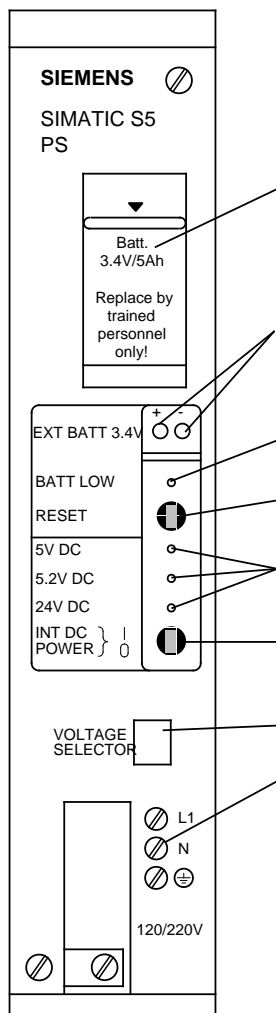 SIEMENS
SIMATIC S5
PS
Batt.
3.4V/5Ah
Replace by
trained
personnel
only!
+ -
EXT BATT 3.4V
BATT LOW
RESET
5V DC
5.2V DC
24V DC
INT DC
POWER } I
0
VOLTAGE
SELECTOR
L1
N
120/220V